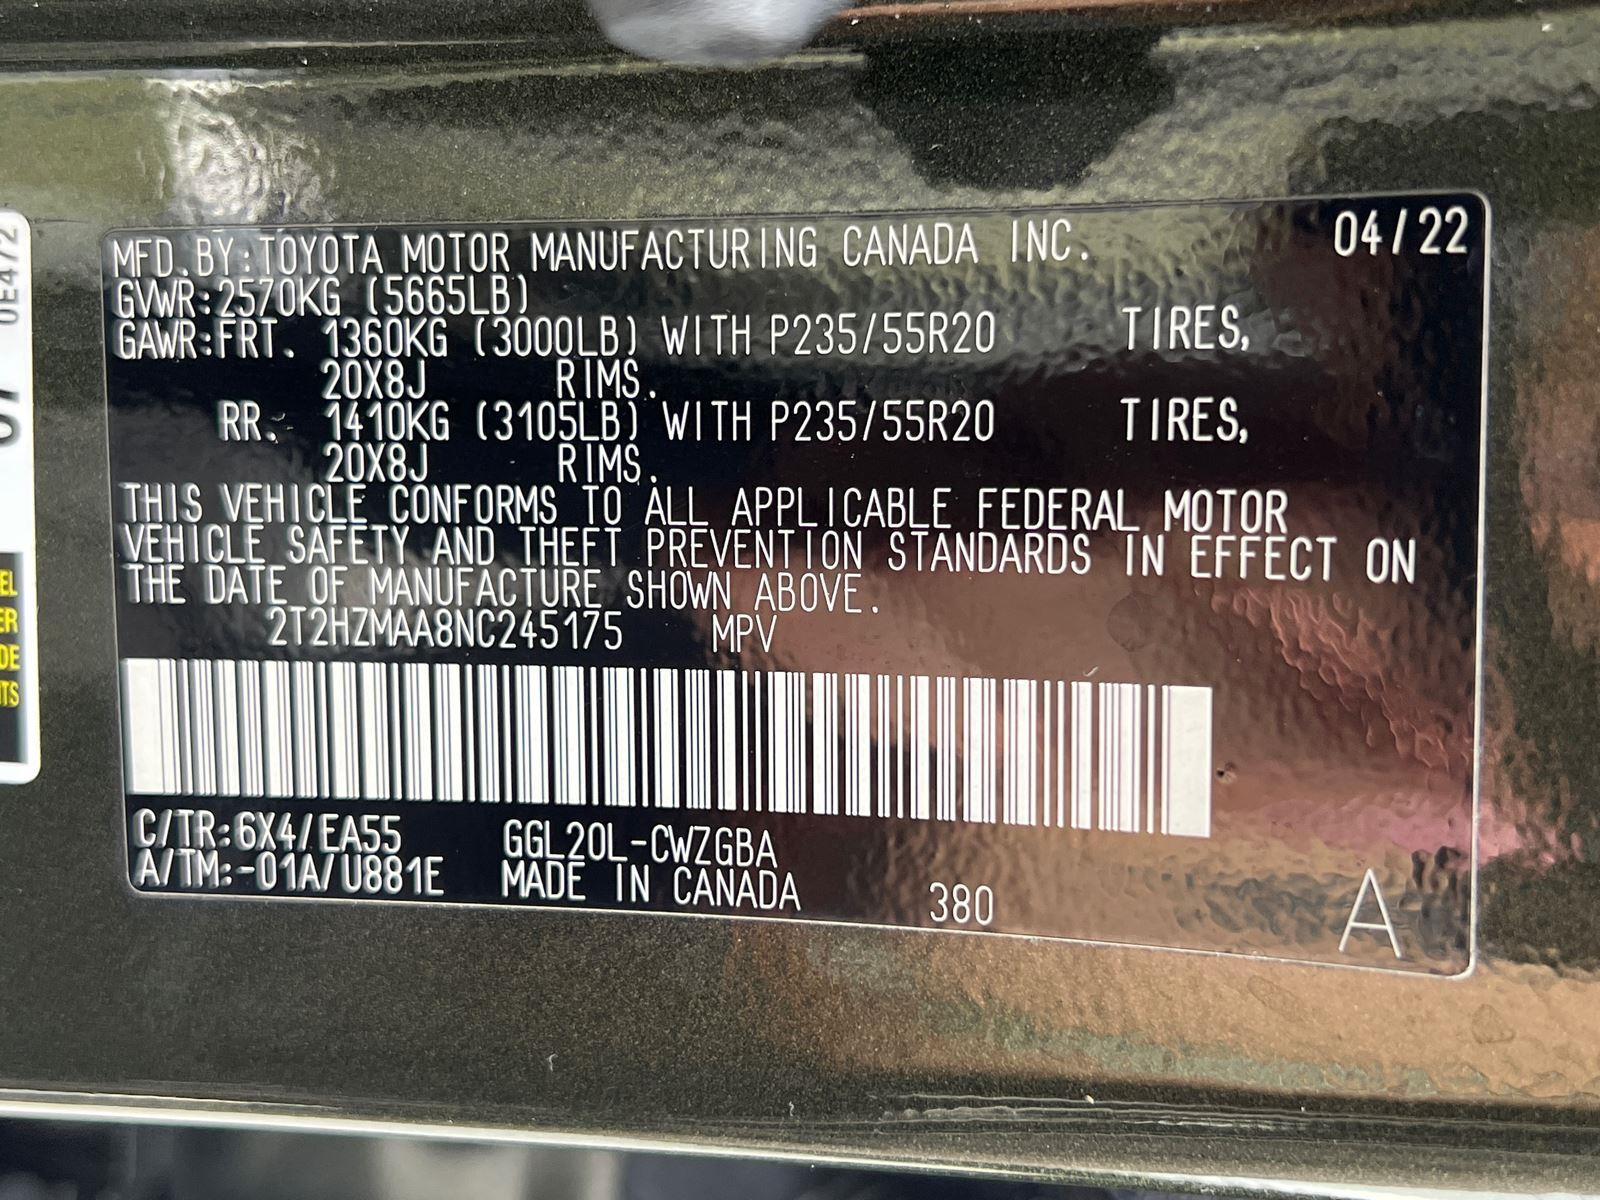 MFD.BY:TOYOTA MOTOR MANUFACTURING CANADA INC. 04/22
GVWR:2570KG (5665LB)
GAWR:FRT. 1360KG (3000LB) WITH P235/55R20 TIRES,
20X8J RIMS.
RR. 1410KG (3105LB) WITH P235/55R20 TIRES,
20X8J RIMS.
THIS VEHICLE CONFORMS TO ALL APPLICABLE FEDERAL MOTOR
VEHICLE SAFETY AND THEFT PREVENTION STANDARDS IN EFFECT ON
THE DATE OF MANUFACTURE SHOWN ABOVE.
2T2HZMAA8NC245175 MPV
C/TR:6X4/EA55 GGL20L-CWZGBA
A/TM:-01A/U881E MADE IN CANADA 380 A
0E472